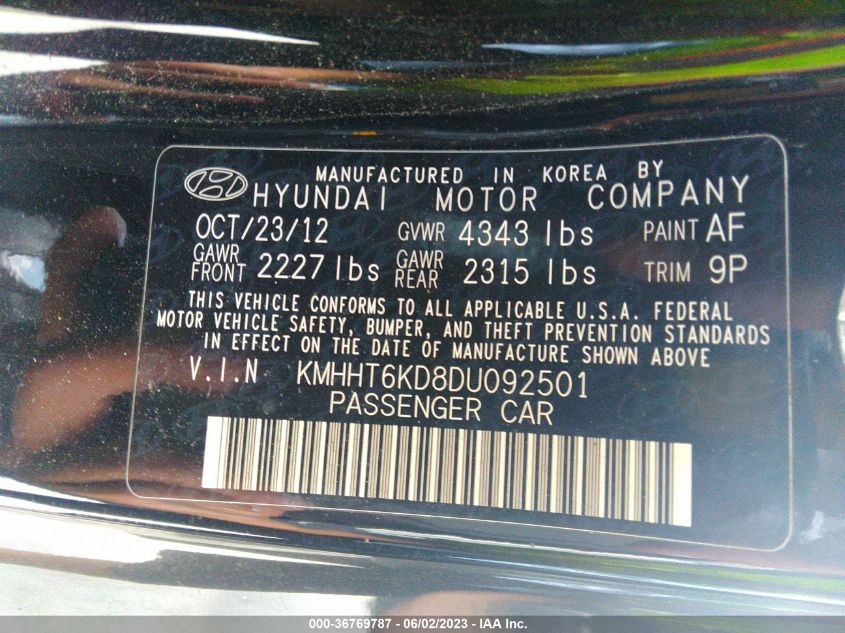 MANUFACTURED IN KOREA BY
HYUNDAI MOTOR COMPANY
OCT/23/12 GVWR 4343 lbs PAINT AF
GAWR FRONT 2227 lbs GAWR REAR 2315 lbs TRIM 9P
THIS VEHICLE CONFORMS TO ALL APPLICABLE U.S.A. FEDERAL
MOTOR VEHICLE SAFETY, BUMPER, AND THEFT PREVENTION STANDARDS
IN EFFECT ON THE DATE OF MANUFACTURE SHOWN ABOVE
V.I.N KMHHT6KD8DU092501
PASSENGER CAR
000-36769787 - 06/02/2023 - IAA Inc.